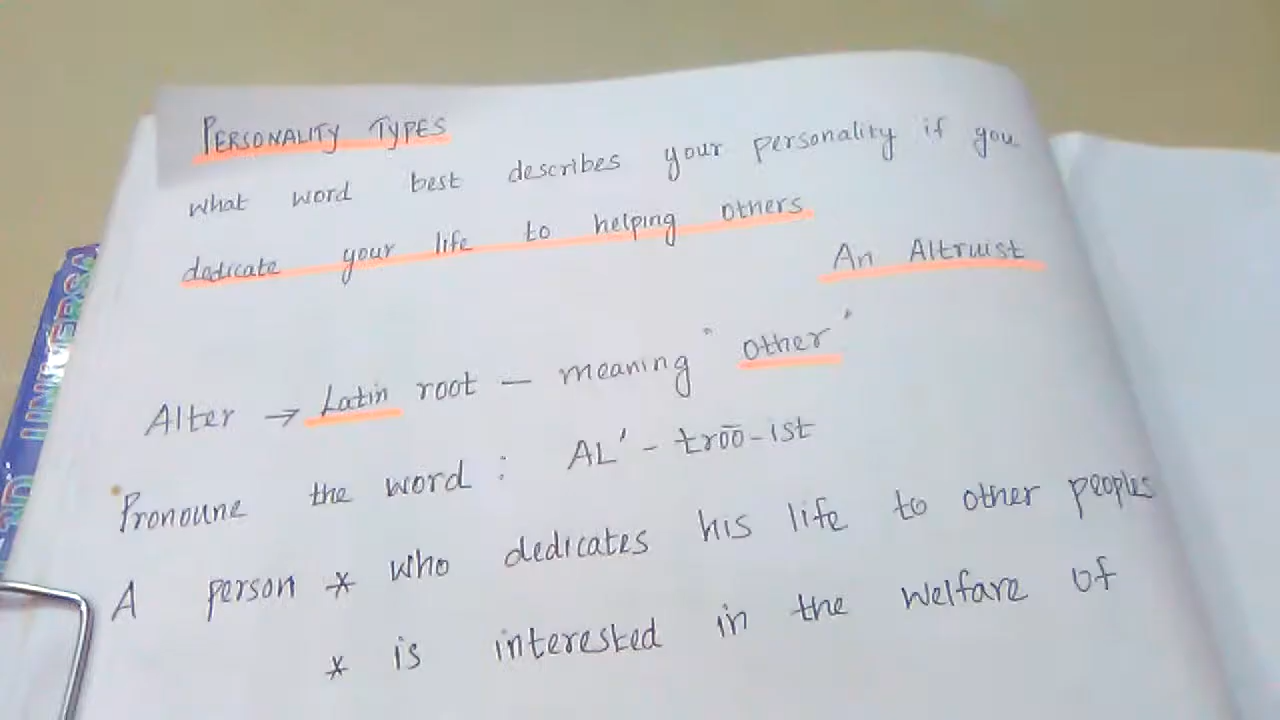 PERSONALITY TYPES
what word best describes your personality if you
dedicate your life to helping others
An Altruist
Alter → Latin root — meaning " other '
Pronoune the word : AL' - trōō - ist
A person * who dedicates his life to other peoples
* is interested in the welfare of